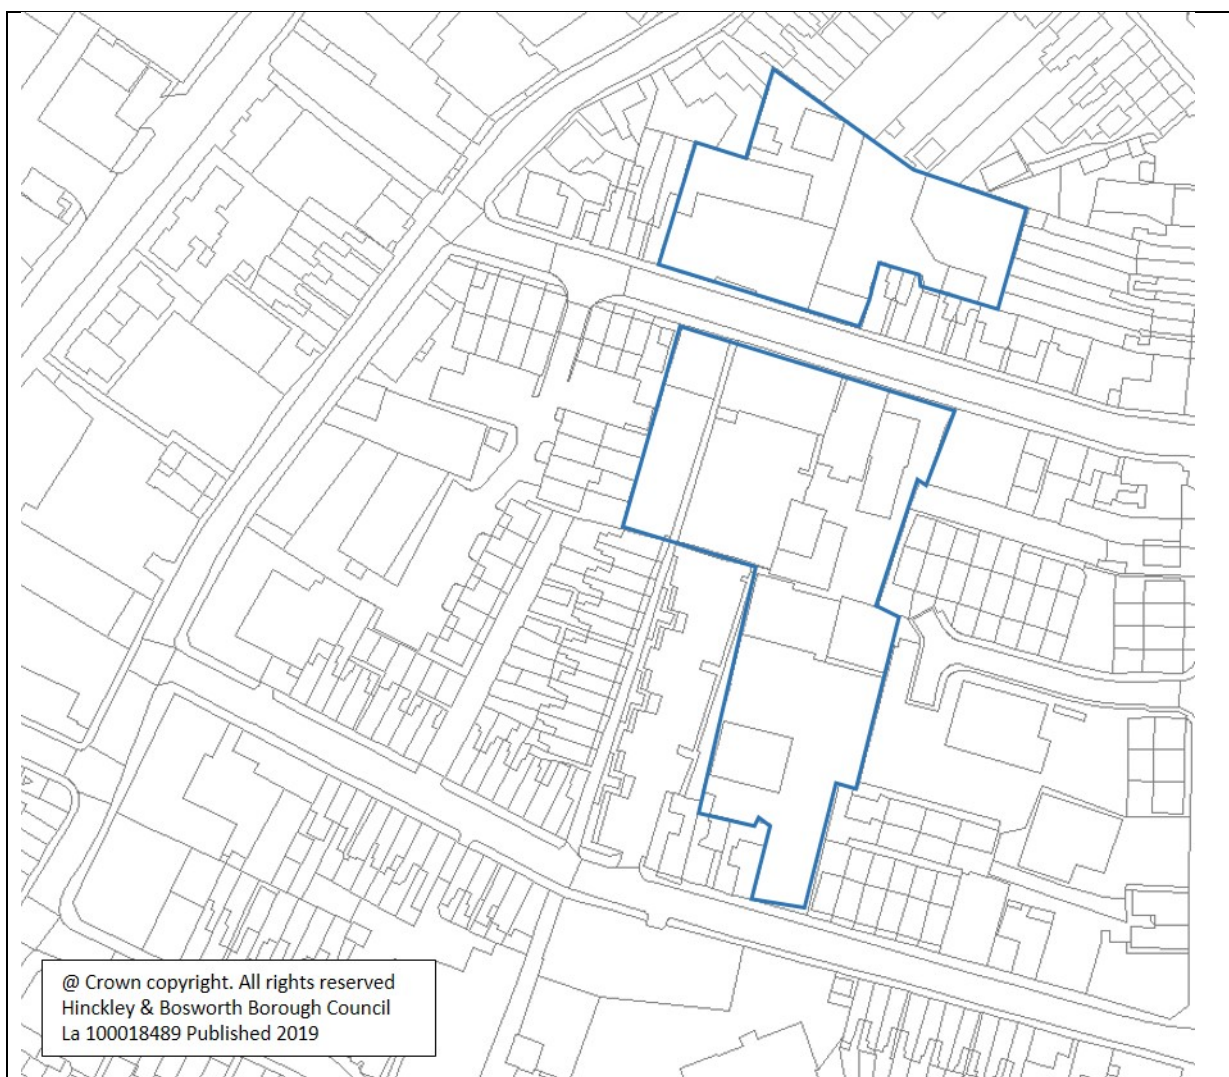 @ Crown copyright. All rights reserved
Hinckley & Bosworth Borough Council
La 100018489 Published 2019